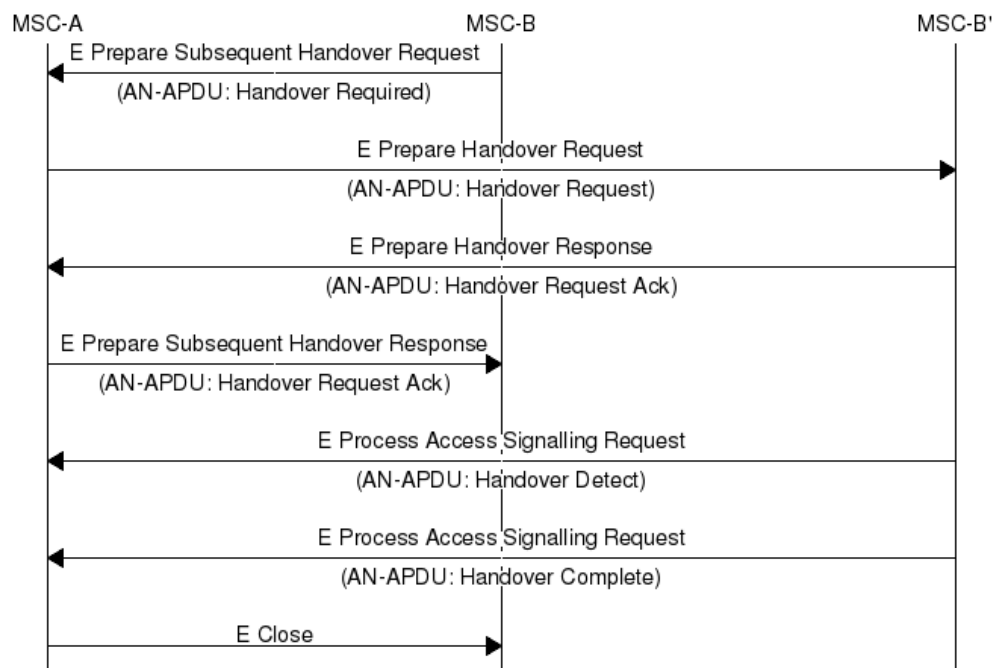 MSC-A MSC-B MSC-B'
E Prepare Subsequent Handover Request
(AN-APDU: Handover Required)
E Prepare Handover Request
(AN-APDU: Handover Request)
E Prepare Handover Response
(AN-APDU: Handover Request Ack)
E Prepare Subsequent Handover Response
(AN-APDU: Handover Request Ack)
E Process Access Signalling Request
(AN-APDU: Handover Detect)
E Process Access Signalling Request
(AN-APDU: Handover Complete)
E Close